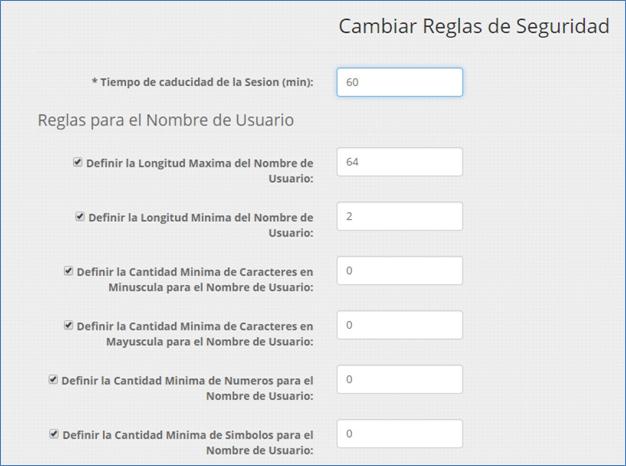 Cambiar Reglas de Seguridad
* Tiempo de caducidad de la Sesion (min): 60
Reglas para el Nombre de Usuario
Definir la Longitud Maxima del Nombre de 64
Usuario:
Definir la Longitud Minima del Nombre de 2
Usuario:
Definir la Cantidad Minima de Caracteres en 0
Minuscula para el Nombre de Usuario:
Definir la Cantidad Minima de Caracteres en 0
Mayuscula para el Nombre de Usuario:
Definir la Cantidad Minima de Numeros para el 0
Nombre de Usuario:
Definir la Cantidad Minima de Simbolos para el 0
Nombre de Usuario: